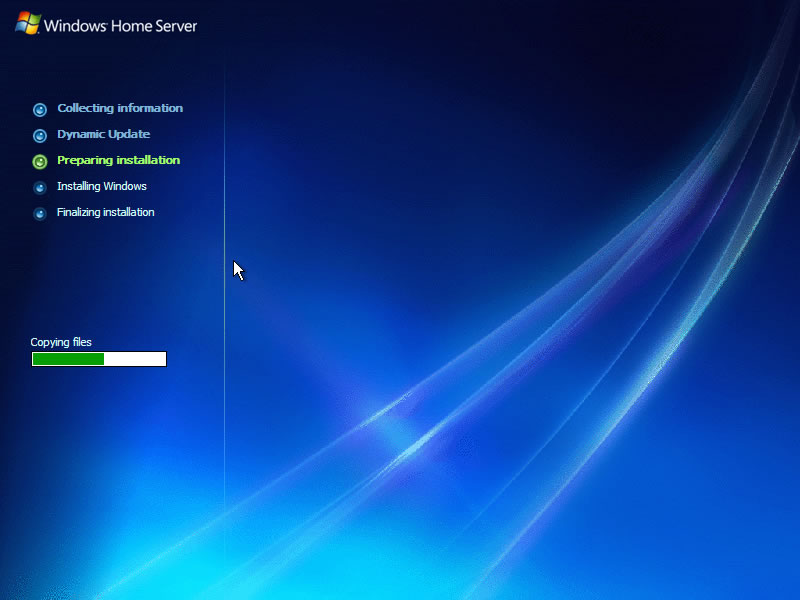 Windows Home Server
Collecting information
Dynamic Update
Preparing installation
Installing Windows
Finalizing installation
Copying files